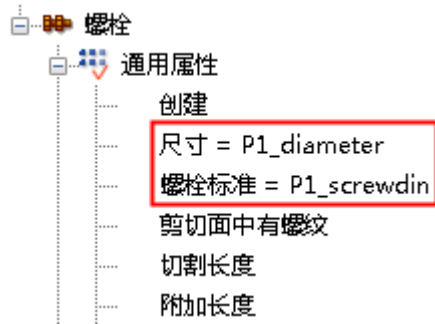 螺栓
通用属性
创建
尺寸 = P1_diameter
螺栓标准 = P1_screwdin
剪切面中有螺纹
切割长度
附加长度